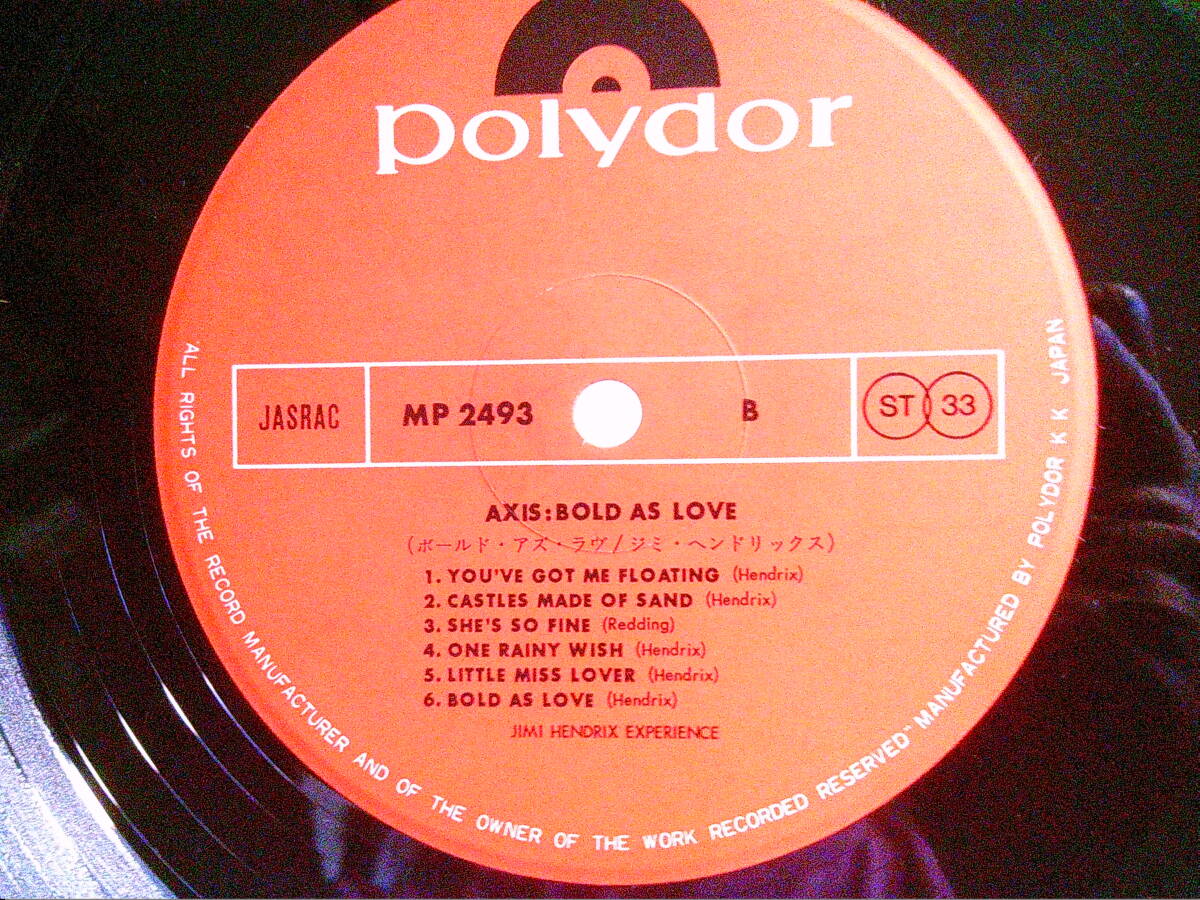 polydor
JASRAC
MP 2493
B
ST 33
AXIS:BOLD AS LOVE
(ボールド・アズ・ラヴ/ジミ・ヘンドリックス)
1. YOU'VE GOT ME FLOATING (Hendrix)
2. CASTLES MADE OF SAND (Hendrix)
3. SHE'S SO FINE (Redding)
4. ONE RAINY WISH (Hendrix)
5. LITTLE MISS LOVER (Hendrix)
6. BOLD AS LOVE (Hendrix)
JIMI HENDRIX EXPERIENCE
ALL RIGHTS OF THE RECORD MANUFACTURER AND OF THE OWNER OF THE WORK RECORDED RESERVED" MANUFACTURED BY POLYDOR K K JAPAN